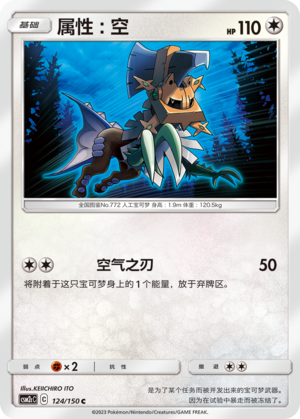 基础 属性：空 HP 110
全国图鉴No.772 人工宝可梦 身高：1.9m 体重：120.5kg
空气之刃 50
将附着于这只宝可梦身上的1个能量，放于弃牌区。
弱点 ×2 抗性 撤退
Illus.KEIICHIRO ITO
CSM2c C C 124/150 C
是为了某个任务而被开发出来的宝可梦武器。
因为在试验中暴走而被冻结了。
©2023 Pokémon/Nintendo/Creatures/GAME FREAK.